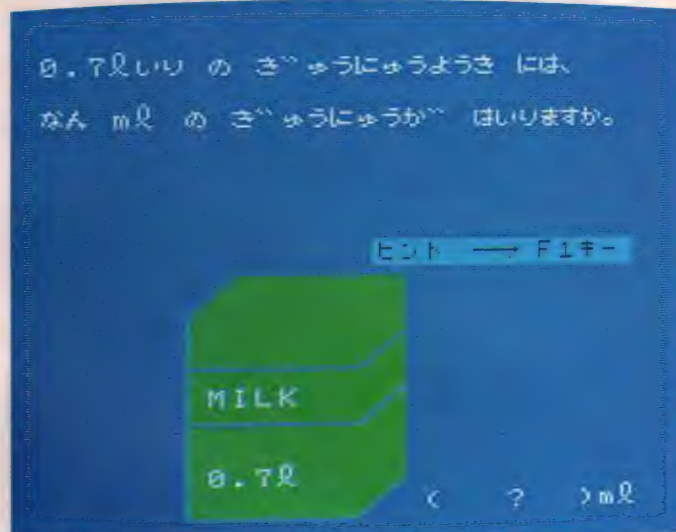 0.7ℓいり の ぎゅうにゅうようき には、
なん mℓ の ぎゅうにゅうが はいりますか。
ヒント → F1キー
MILK
0.7ℓ
( ? )mℓ